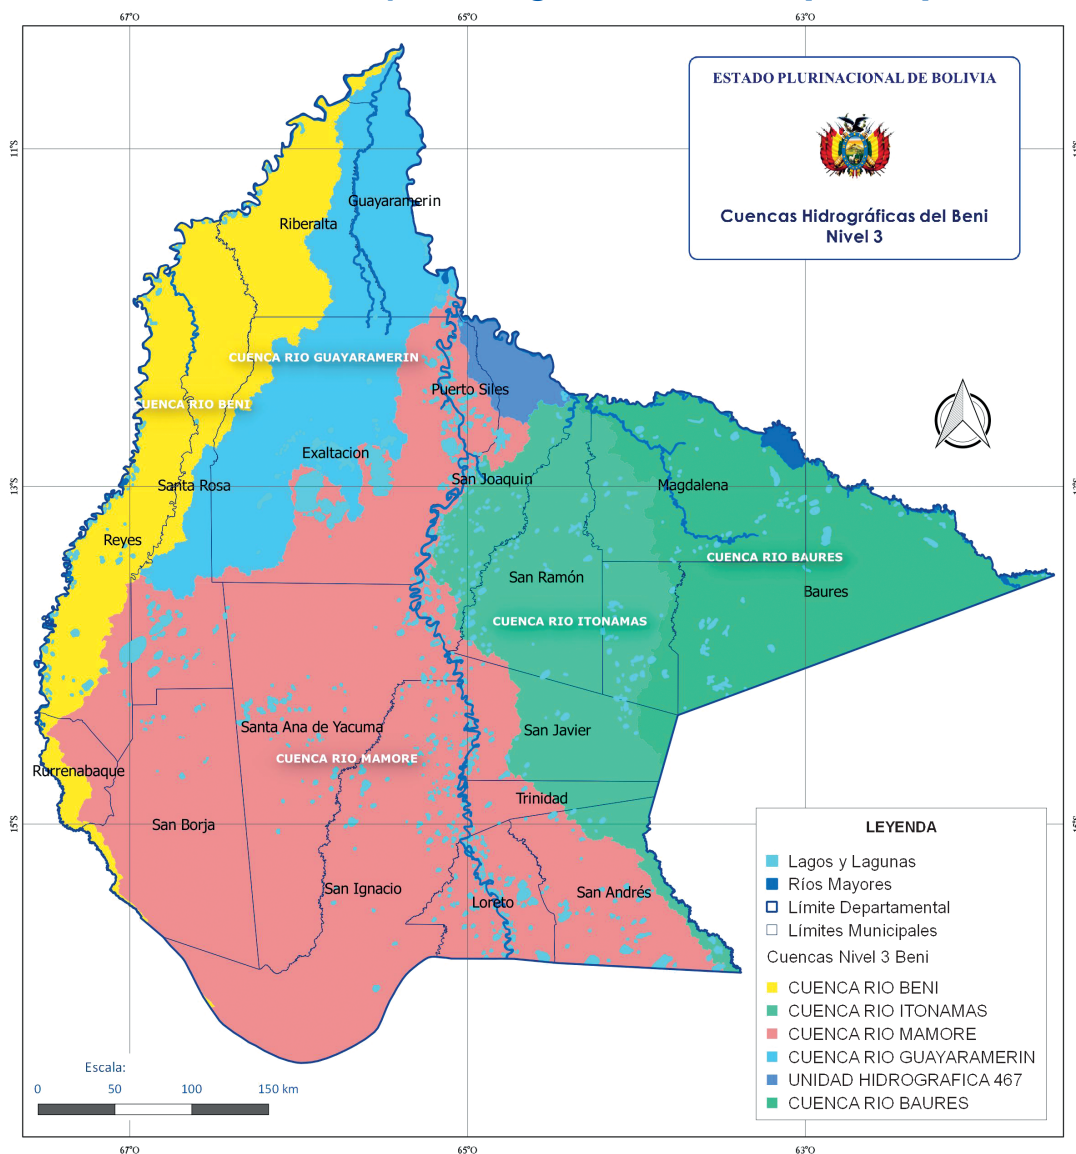 67°O
65°O
63°O
ESTADO PLURINACIONAL DE BOLIVIA
Cuencas Hidrográficas del Beni
Nivel 3
11°S
Guayaramerin
Riberalta
CUENCA RIO GUAYARAMERIN
Puerto Siles
UENCA RIO BENI
Exaltacion
San Joaquin
Santa Rosa
Magdalena
Reyes
CUENCA RIO BAURES
San Ramón
Baures
CUENCA RIO ITONAMAS
Santa Ana de Yacuma
San Javier
CUENCA RIO MAMORE
Rurrenabaque
Trinidad
San Borja
15°S
San Ignacio
San Andrés
Loreto
LEYENDA
Lagos y Lagunas
Ríos Mayores
Límite Departamental
Límites Municipales
Cuencas Nivel 3 Beni
CUENCA RIO BENI
CUENCA RIO ITONAMAS
CUENCA RIO MAMORE
CUENCA RIO GUAYARAMERIN
UNIDAD HIDROGRAFICA 467
CUENCA RIO BAURES
Escala:
0 50 100 150 km
67°O
65°O
63°O